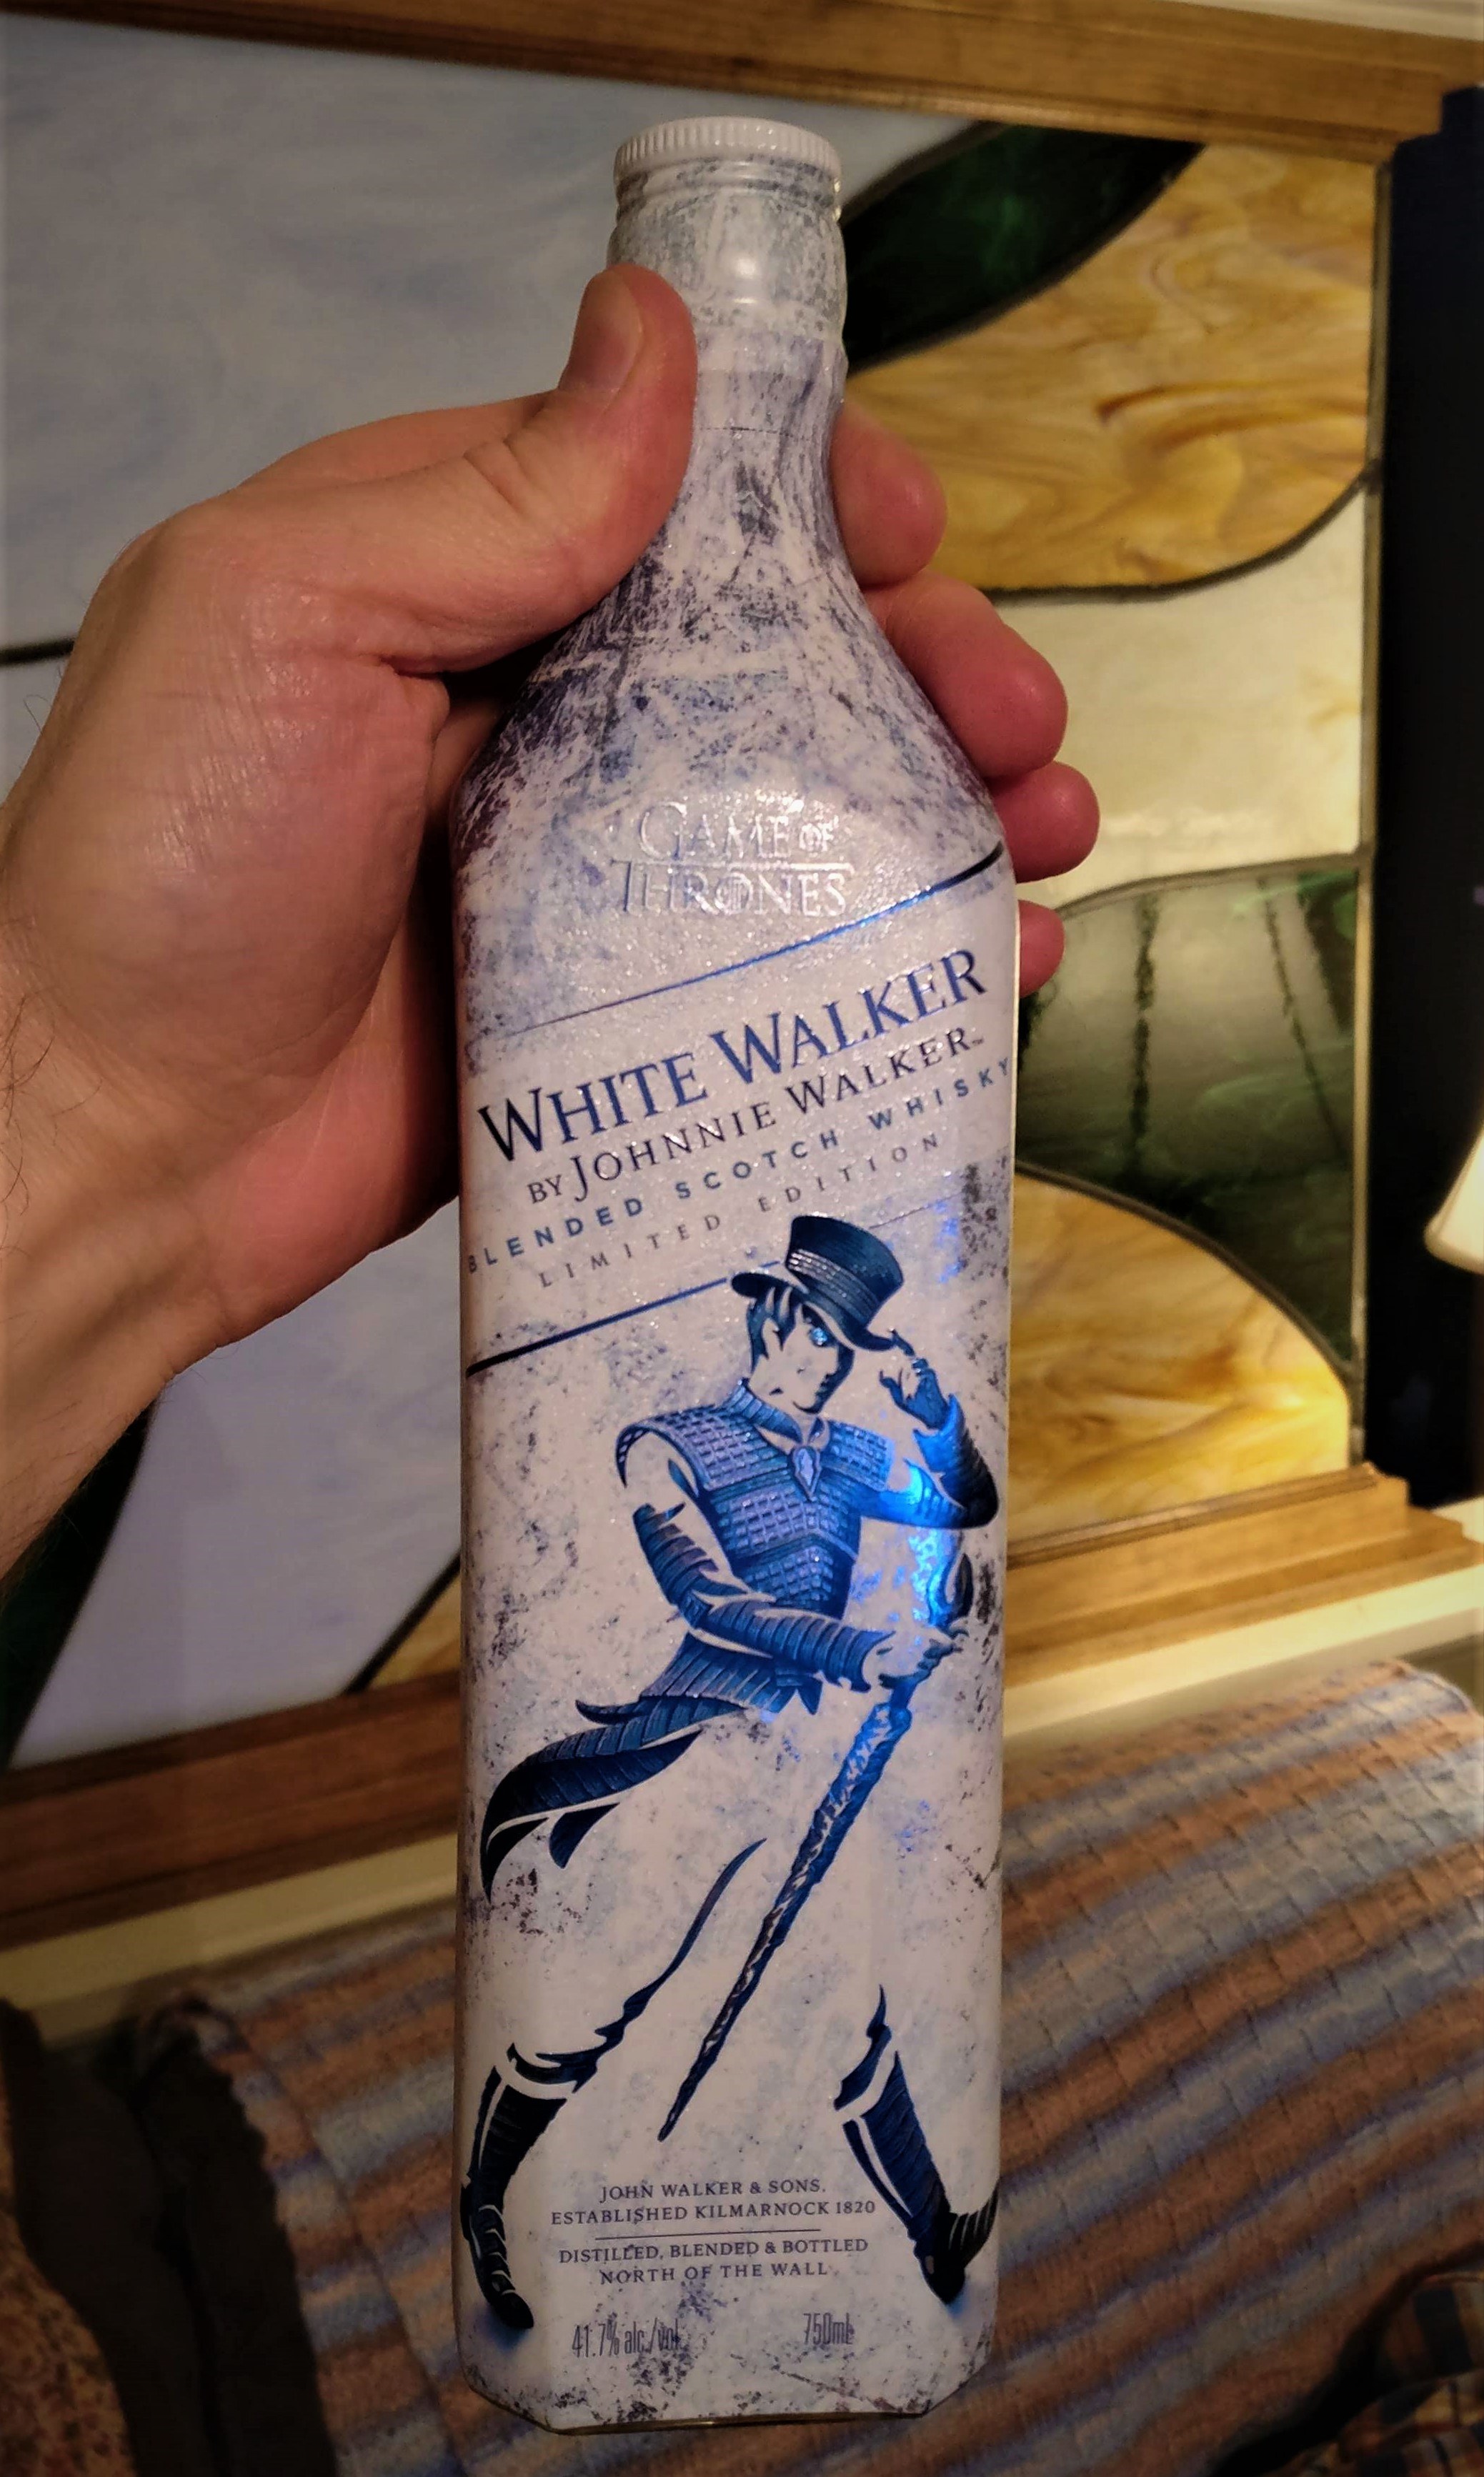 GAME OF
THRONES
WHITE WALKER
BY JOHNNIE WALKER™
BLENDED SCOTCH WHISKY
LIMITED EDITION
JOHN WALKER & SONS.
ESTABLISHED KILMARNOCK 1820
DISTILLED, BLENDED & BOTTLED
NORTH OF THE WALL
41.7% alc./vol. 750mL